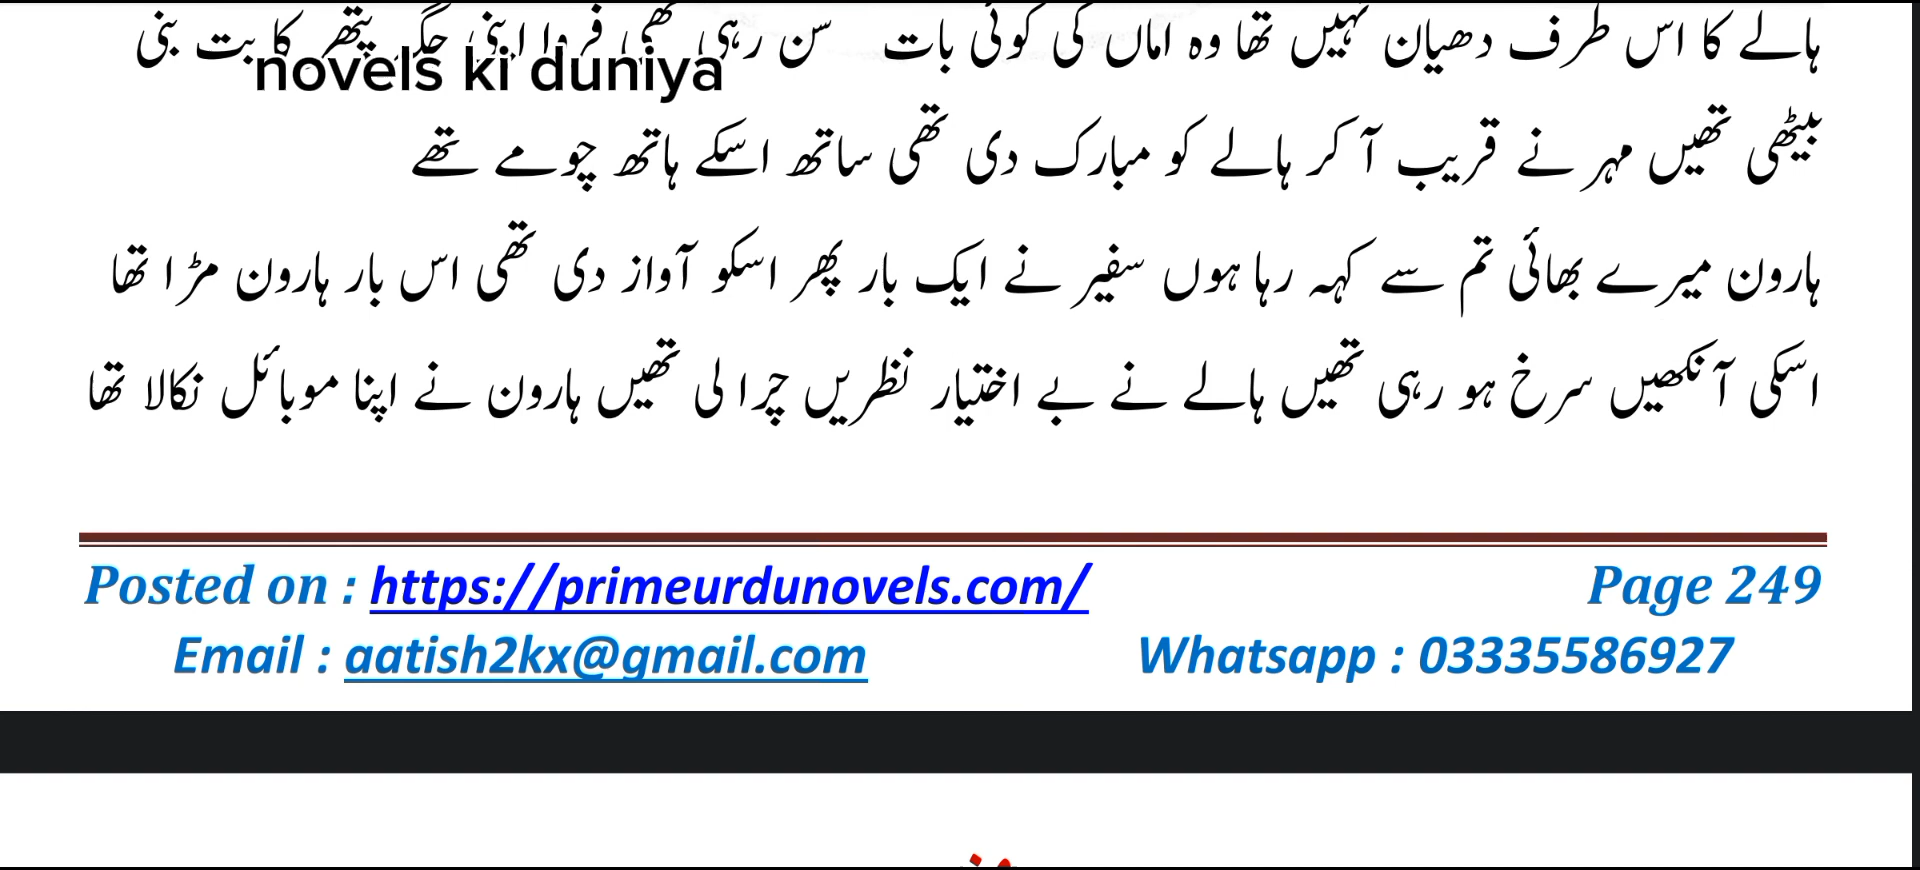 ہالے کا اس طرف دھیان نہیں تھا وہ اماں کی کوئی بات سن رہی تھی فردا اپنی جگہ پتھر کا بت بنی
novels ki duniya
بیٹھی تھیں مہر نے قریب آ کر ہالے کو مبارک دی تھی ساتھ اسکے ہاتھ چومے تھے
ہارون میرے بھائی تم سے کہہ رہا ہوں سفیر نے ایک بار پھر اسکو آواز دی تھی اس بار ہارون مڑا تھا
اسکی آنکھیں سرخ ہو رہی تھیں ہالے نے بے اختیار نظریں چرا لی تھیں ہارون نے اپنا موبائل نکالا تھا
Posted on : https://primeurdunovels.com/ Page 249
Email : aatish2kx@gmail.com Whatsapp : 03335586927